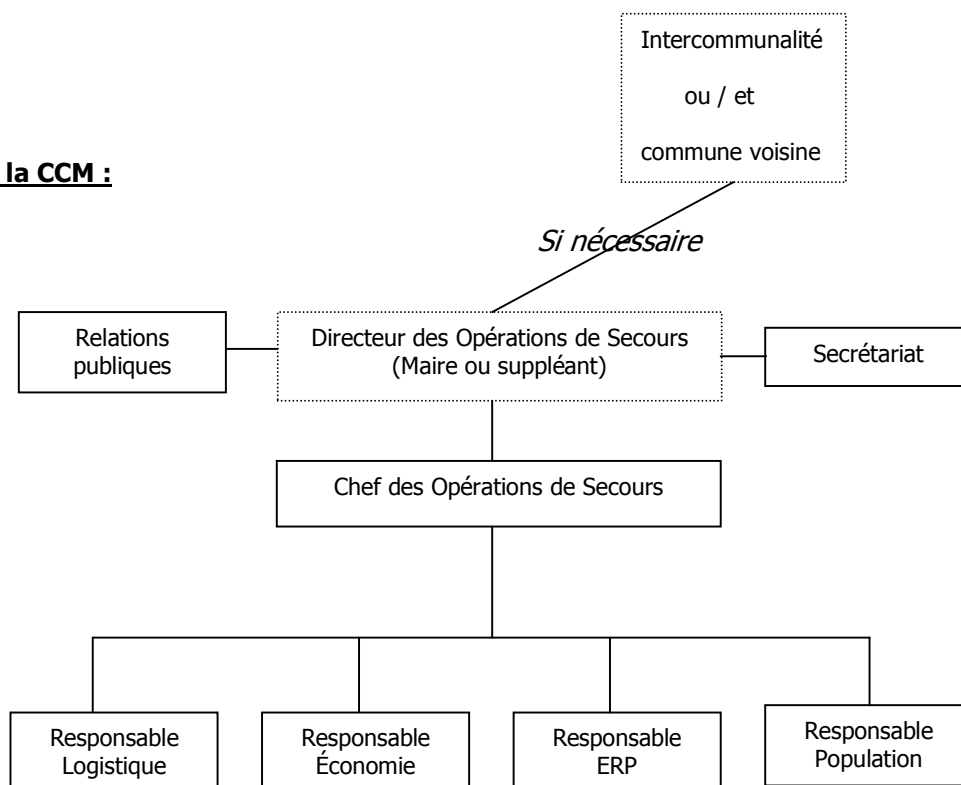 Intercommunalité
ou / et
commune voisine
la CCM :
Si nécessaire
Relations
publiques
Directeur des Opérations de Secours
(Maire ou suppléant)
Secrétariat
Chef des Opérations de Secours
Responsable
Logistique
Responsable
Économie
Responsable
ERP
Responsable
Population